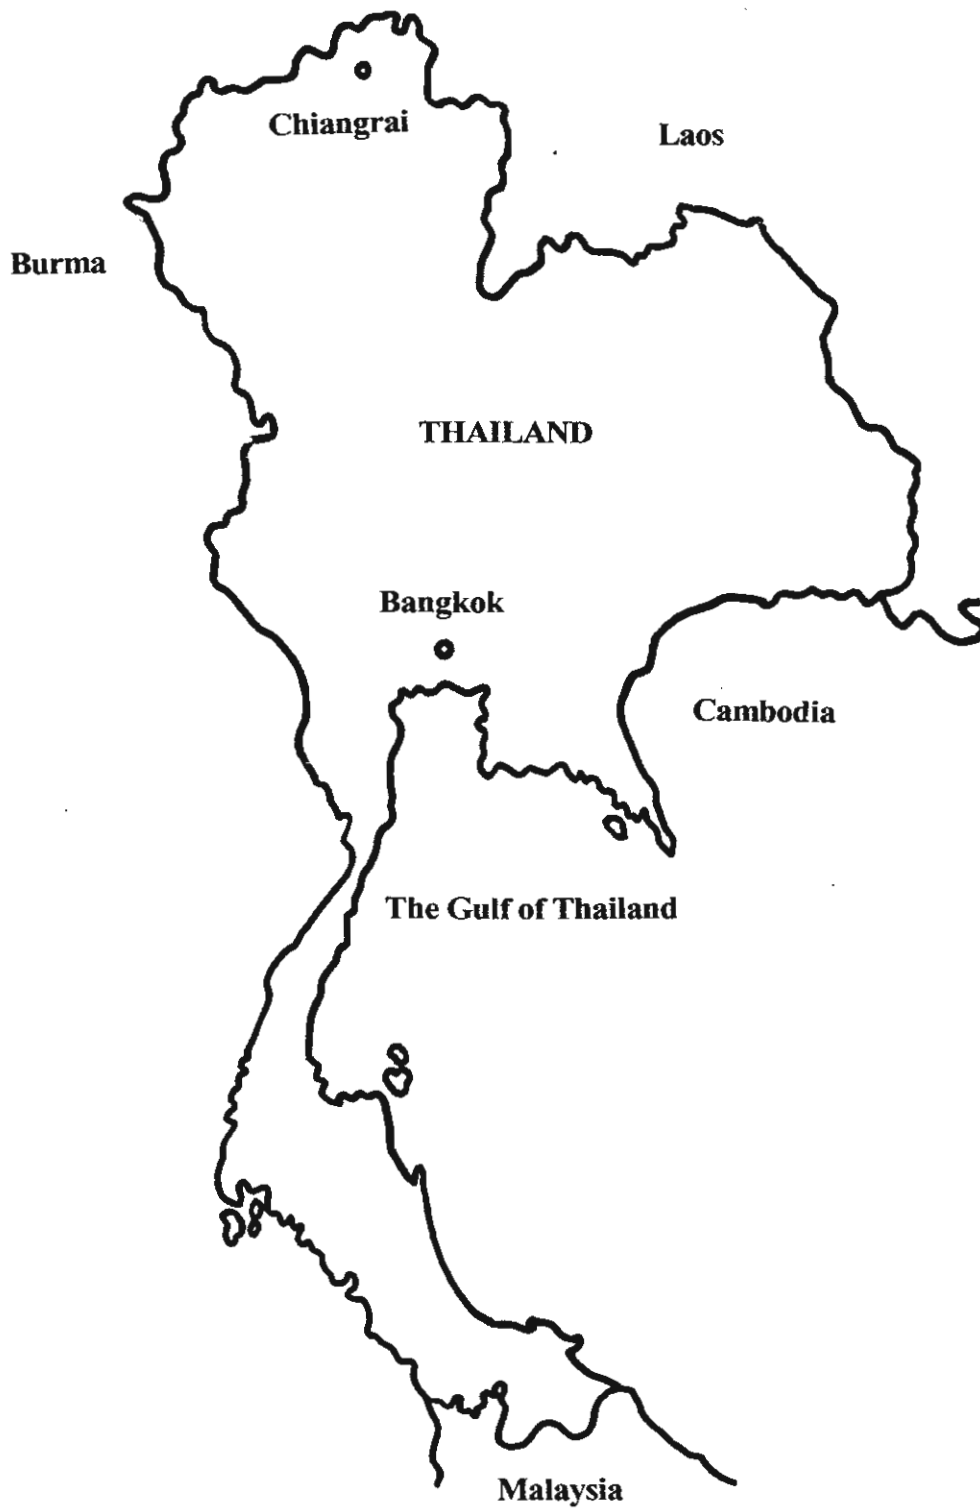 Chiangrai
Laos
Burma
THAILAND
Bangkok
Cambodia
The Gulf of Thailand
Malaysia